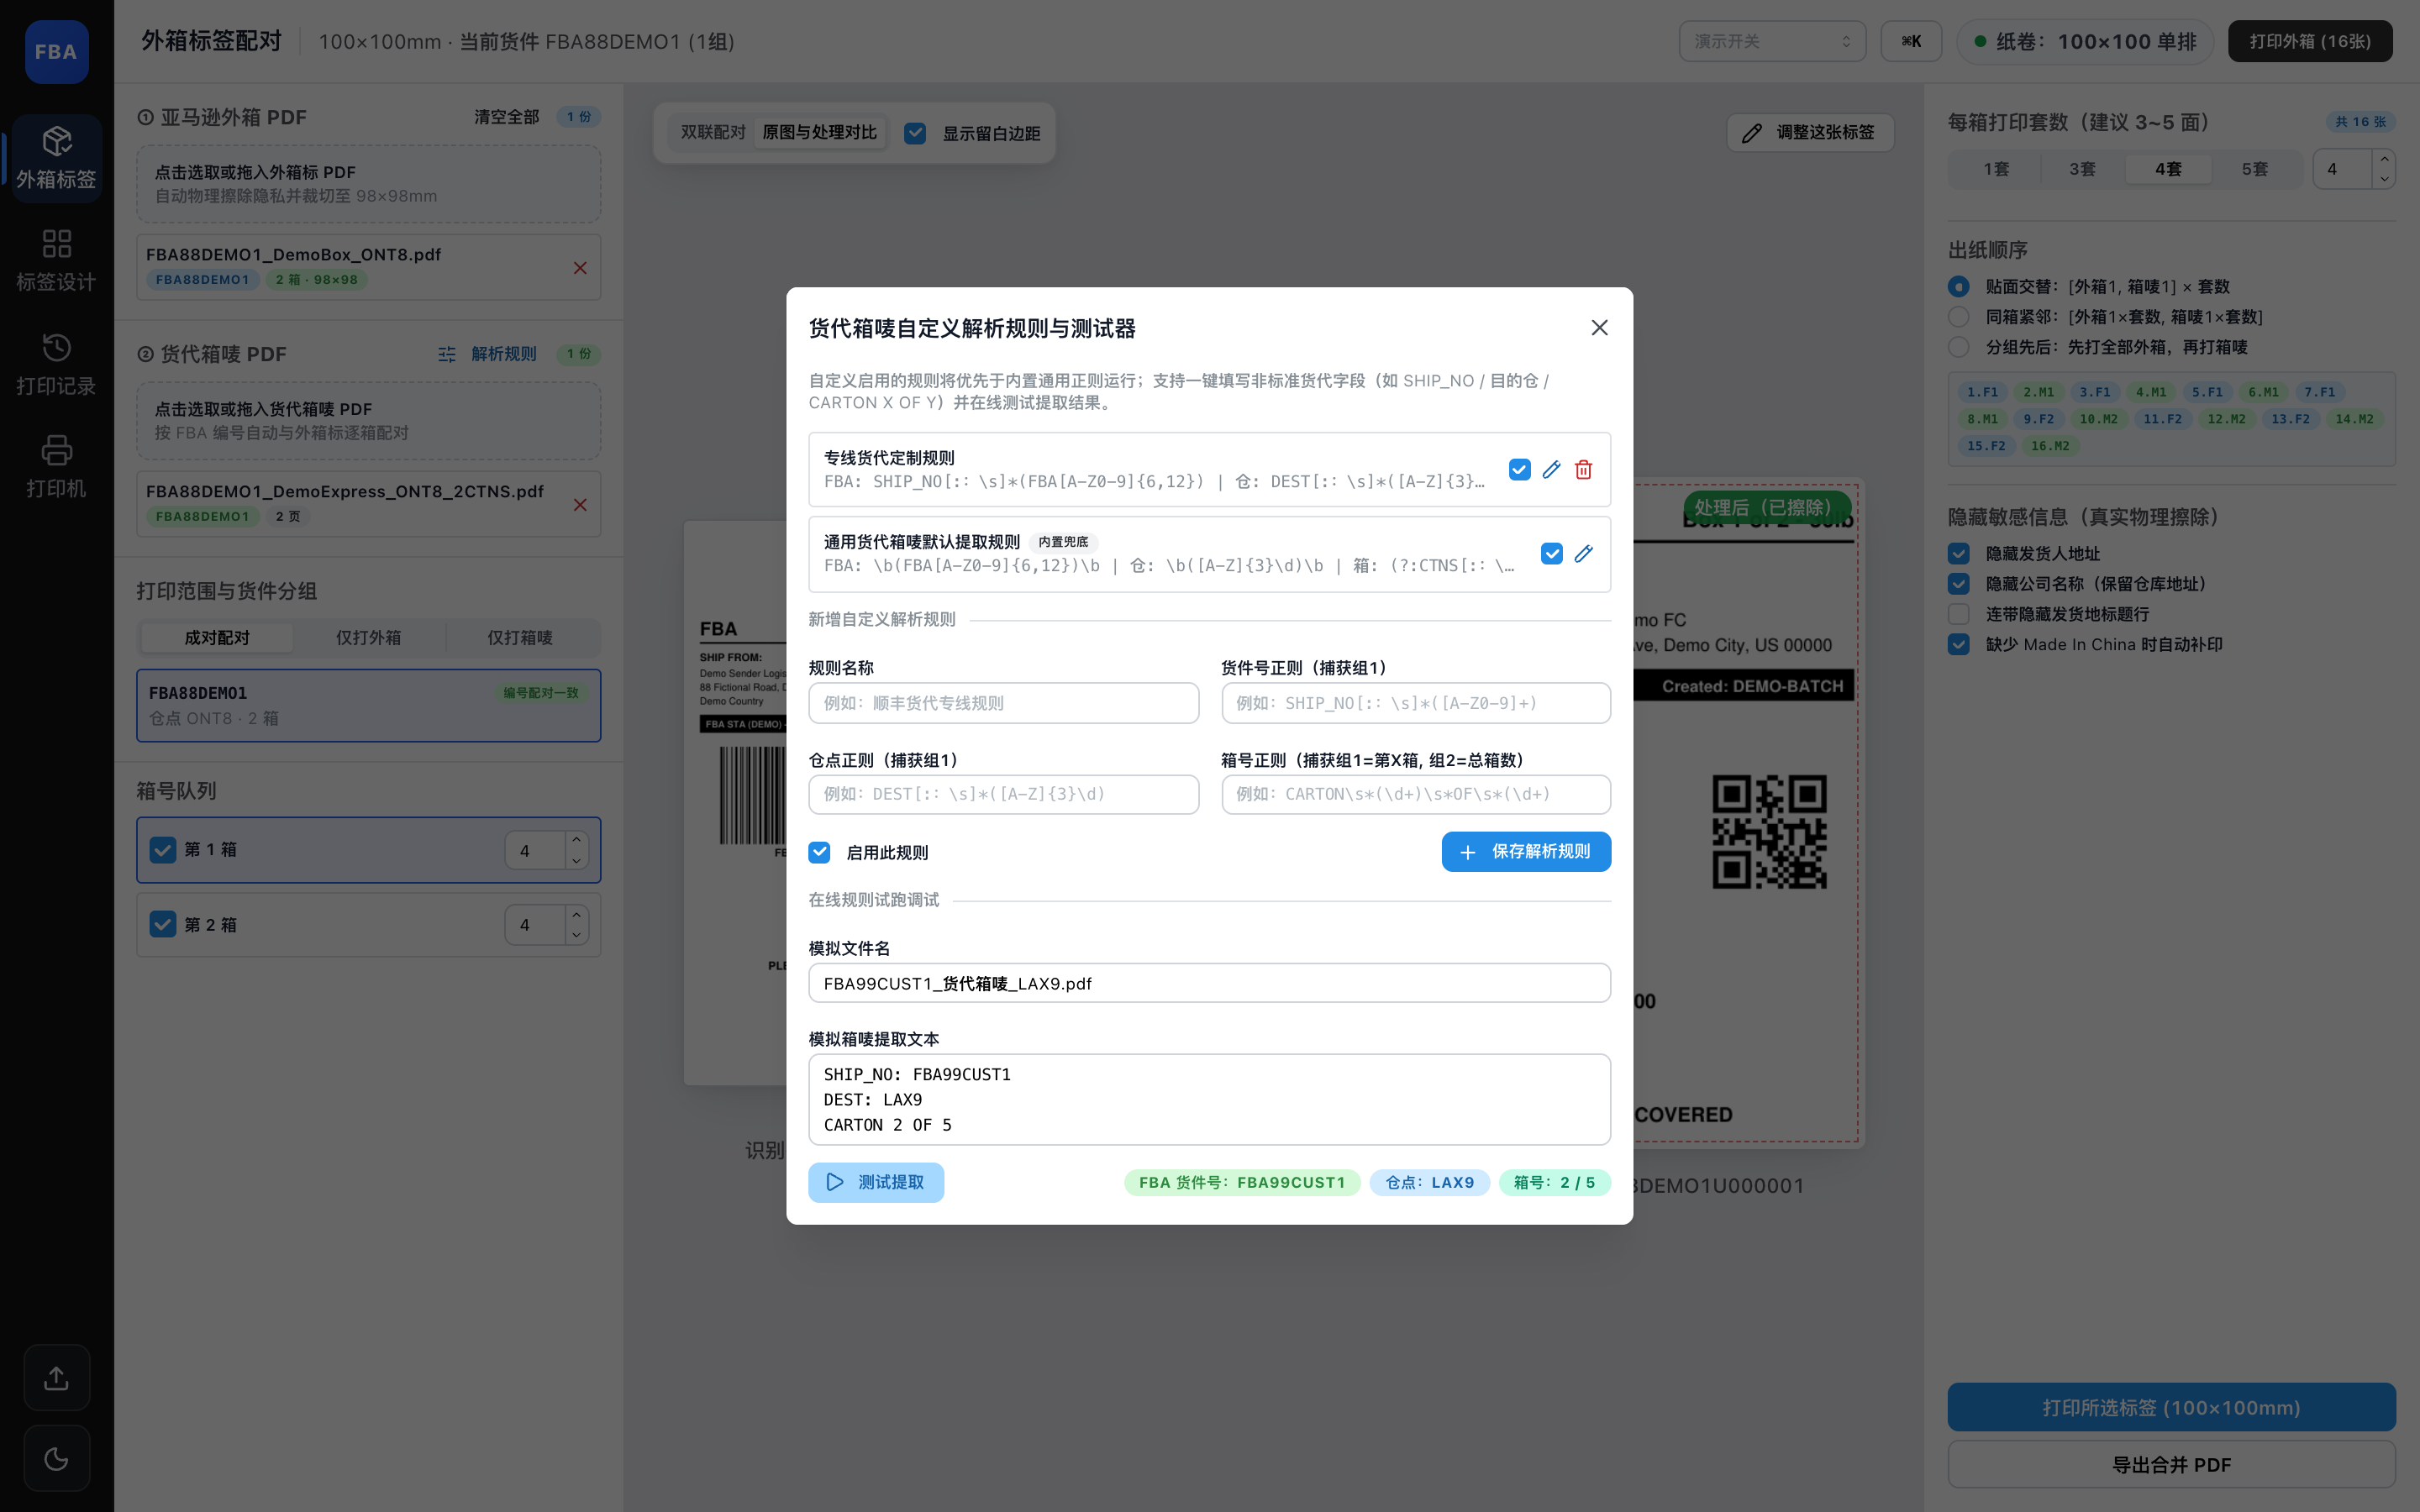 FBA
外箱标签
标签设计
打印记录
打印机
外箱标签配对
100×100mm · 当前货件 FBA88DEMO1 (1组)
演示开关
⌘K
纸卷：100×100 单排
打印外箱 (16张)
① 亚马逊外箱 PDF
清空全部
1 份
点击选取或拖入外箱标 PDF
自动物理擦除隐私并裁切至 98×98mm
FBA88DEMO1_DemoBox_ONT8.pdf
FBA88DEMO1
2 箱 · 98×98
② 货代箱唛 PDF
解析规则
1 份
点击选取或拖入货代箱唛 PDF
按 FBA 编号自动与外箱标逐箱配对
FBA88DEMO1_DemoExpress_ONT8_2CTNS.pdf
FBA88DEMO1
2 页
打印范围与货件分组
成对配对
仅打外箱
仅打箱唛
FBA88DEMO1
编号配对一致
仓点 ONT8 · 2 箱
箱号队列
第 1 箱
4
第 2 箱
4
双联配对
原图与处理对比
显示留白边距
调整这张标签
FBA
SHIP FROM:
Demo Sender Logis
88 Fictional Road, D
Demo Country
FBA STA (DEMO) -
PLE
识别
货代箱唛自定义解析规则与测试器
自定义启用的规则将优先于内置通用正则运行；支持一键填写非标准货代字段（如 SHIP_NO / 目的仓 /
CARTON X OF Y）并在线测试提取结果。
专线货代定制规则
FBA: SHIP_NO[:：\s]*(FBA[A-Z0-9]{6,12}) | 仓: DEST[:：\s]*([A-Z]{3}…
通用货代箱唛默认提取规则
内置兜底
FBA: \b(FBA[A-Z0-9]{6,12})\b | 仓: \b([A-Z]{3}\d)\b | 箱: (?:CTNS[:：\…
新增自定义解析规则
规则名称
例如：顺丰货代专线规则
货件号正则（捕获组1）
例如：SHIP_NO[:：\s]*([A-Z0-9]+)
仓点正则（捕获组1）
例如：DEST[:：\s]*([A-Z]{3}\d)
箱号正则（捕获组1=第X箱, 组2=总箱数）
例如：CARTON\s*(\d+)\s*OF\s*(\d+)
启用此规则
保存解析规则
在线规则试跑调试
模拟文件名
FBA99CUST1_货代箱唛_LAX9.pdf
模拟箱唛提取文本
SHIP_NO: FBA99CUST1
DEST: LAX9
CARTON 2 OF 5
测试提取
FBA 货件号：FBA99CUST1
仓点：LAX9
箱号：2 / 5
处理后（已擦除）
mo FC
ve, Demo City, US 00000
Created: DEMO-BATCH
00
COVERED
DEMO1U000001
每箱打印套数（建议 3~5 面）
共 16 张
1套
3套
4套
5套
4
出纸顺序
贴面交替：[外箱1, 箱唛1] × 套数
同箱紧邻：[外箱1×套数, 箱唛1×套数]
分组先后：先打全部外箱，再打箱唛
1.F1 2.M1 3.F1 4.M1 5.F1 6.M1 7.F1
8.M1 9.F2 10.M2 11.F2 12.M2 13.F2 14.M2
15.F2 16.M2
隐藏敏感信息（真实物理擦除）
隐藏发货人地址
隐藏公司名称（保留仓库地址）
连带隐藏发货地标题行
缺少 Made In China 时自动补印
打印所选标签 (100×100mm)
导出合并 PDF